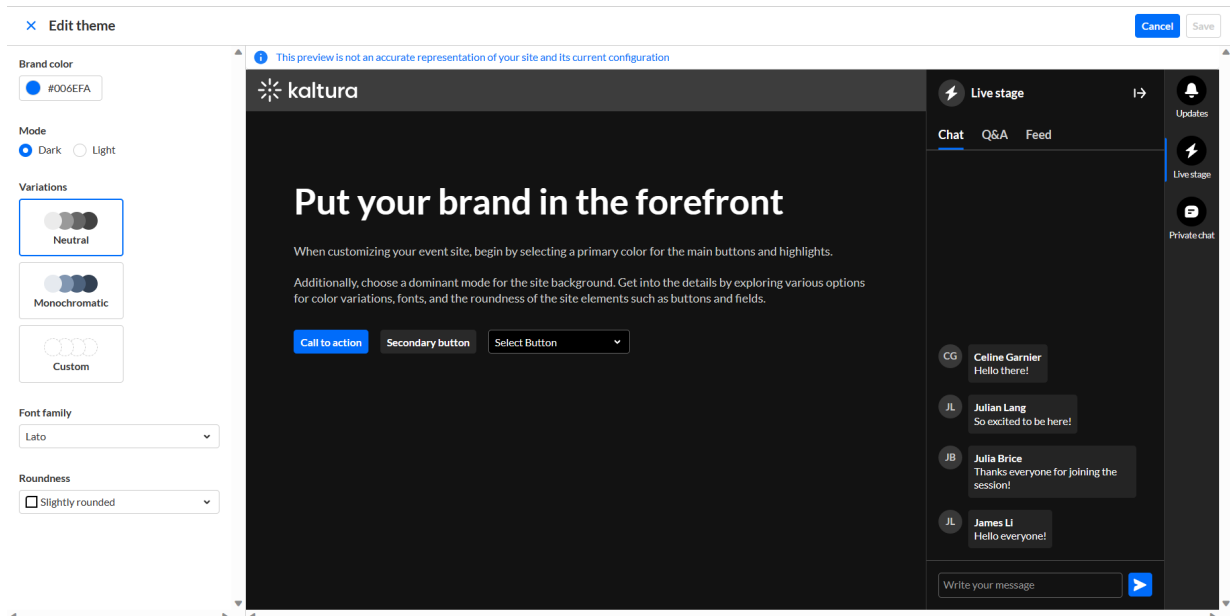 Edit theme
Cancel
Save
Brand color
#006EFA
Mode
Dark
Light
Variations
Neutral
Monochromatic
Custom
Font family
Lato
Roundness
Slightly rounded
This preview is not an accurate representation of your site and its current configuration
kaltura
Put your brand in the forefront
When customizing your event site, begin by selecting a primary color for the main buttons and highlights.
Additionally, choose a dominant mode for the site background. Get into the details by exploring various options
for color variations, fonts, and the roundness of the site elements such as buttons and fields.
Call to action
Secondary button
Select Button
Live stage
Chat
Q&A
Feed
CG
Celine Garnier
Hello there!
JL
Julian Lang
So excited to be here!
JB
Julia Brice
Thanks everyone for joining the
session!
JL
James Li
Hello everyone!
Write your message
Updates
Live stage
Private chat